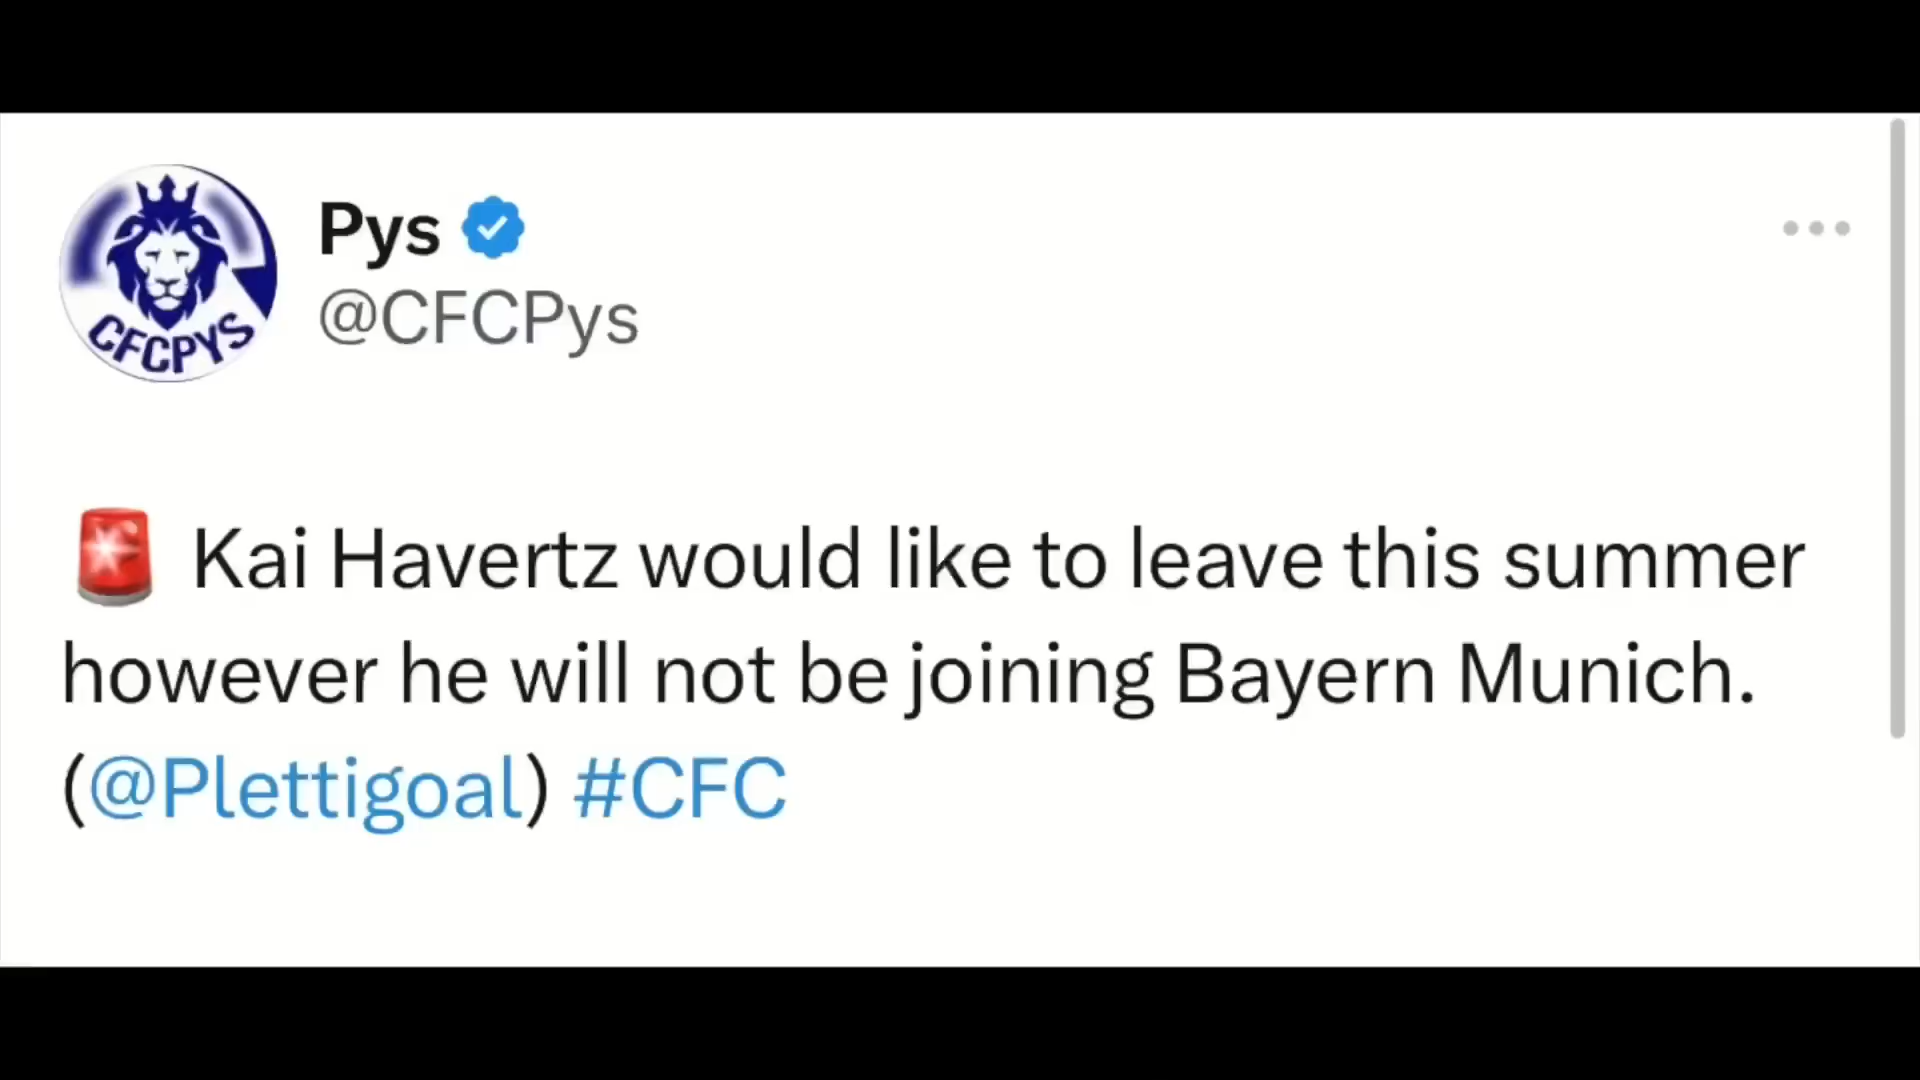 CFCPYS
Pys
@CFCPys
🚨 Kai Havertz would like to leave this summer
however he will not be joining Bayern Munich.
(@Plettigoal) #CFC